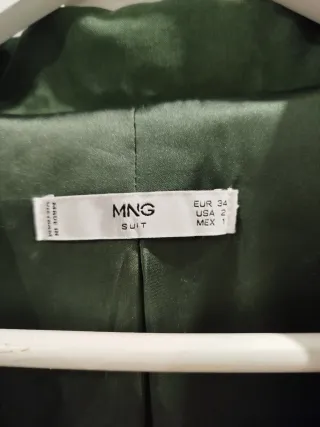 MNG
SUIT
EUR 34
USA 2
MEX 1